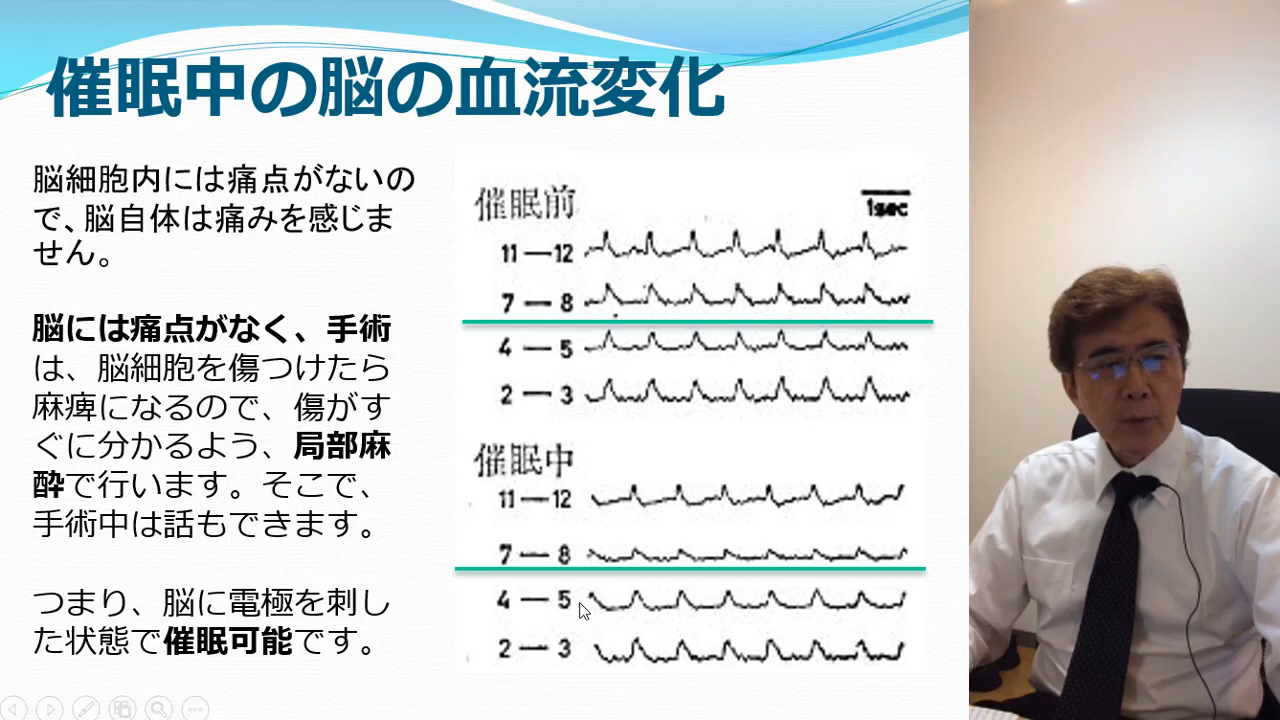 催眠中の脳の血流変化
脳細胞内には痛点がないの
で、脳自体は痛みを感じま
せん。
脳には痛点がなく、手術
は、脳細胞を傷つけたら
麻痺になるので、傷がす
ぐに分かるよう、局部麻
酔で行います。そこで、
手術中は話もできます。
つまり、脳に電極を刺し
た状態で催眠可能です。
催眠前
1sec
11—12
7—8
4—5
2—3
催眠中
11—12
7—8
4—5
2—3